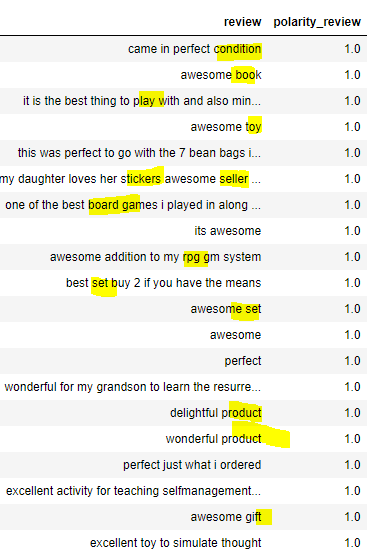 review polarity_review
came in perfect condition 1.0
awesome book 1.0
it is the best thing to play with and also min... 1.0
awesome toy 1.0
this was perfect to go with the 7 bean bags i... 1.0
my daughter loves her stickers awesome seller ... 1.0
one of the best board games i played in along ... 1.0
its awesome 1.0
awesome addition to my rpg gm system 1.0
best set buy 2 if you have the means 1.0
awesome set 1.0
awesome 1.0
perfect 1.0
wonderful for my grandson to learn the resurre... 1.0
delightful product 1.0
wonderful product 1.0
perfect just what i ordered 1.0
excellent activity for teaching selfmanagement... 1.0
awesome gift 1.0
excellent toy to simulate thought 1.0